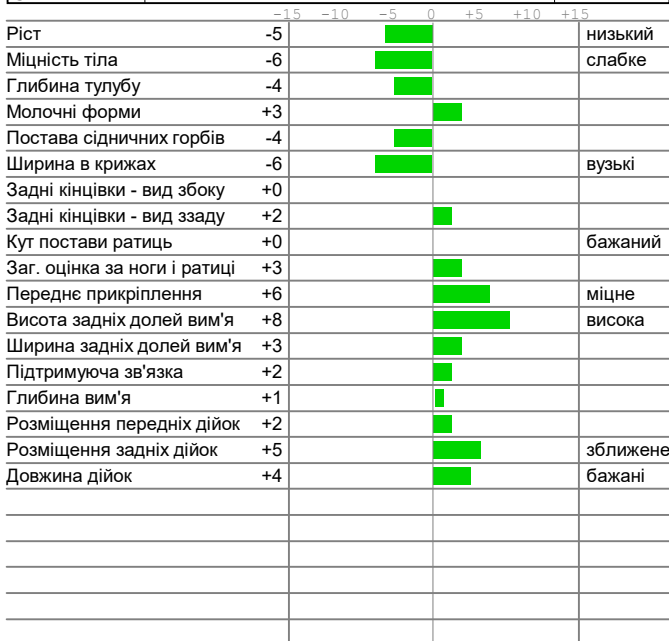 -15 -10 -5 0 +5 +10 +15
Ріст -5 низький
Міцність тіла -6 слабке
Глибина тулубу -4
Молочні форми +3
Постава сідничних горбів -4
Ширина в крижах -6 вузькі
Задні кінцівки - вид збоку +0
Задні кінцівки - вид ззаду +2
Кут постави ратиць +0 бажаний
Заг. оцінка за ноги і ратиці +3
Переднє прикріплення +6 міцне
Висота задніх долей вим'я +8 висока
Ширина задніх долей вим'я +3
Підтримуюча зв'язка +2
Глибина вим'я +1
Розміщення передніх дійок +2
Розміщення задніх дійок +5 зближене
Довжина дійок +4 бажані